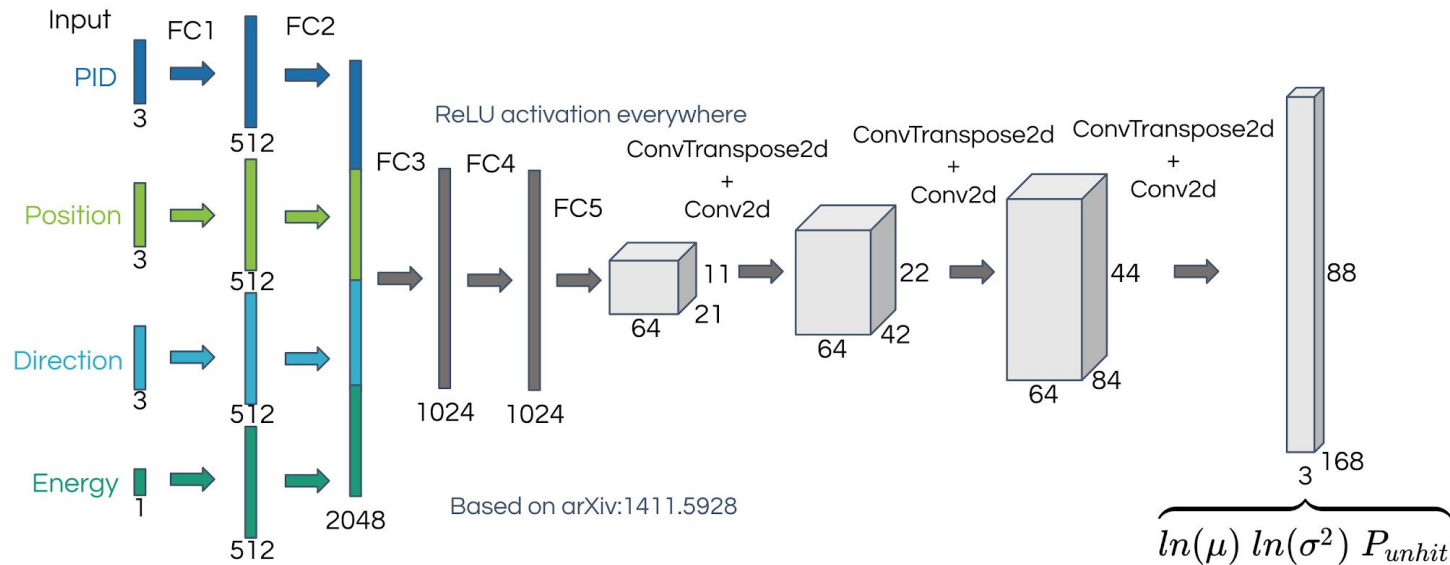 Input
FC1
FC2
PID
3
512
ReLU activation everywhere
ConvTranspose2d
+
Conv2d
ConvTranspose2d
+
Conv2d
ConvTranspose2d
+
Conv2d
FC3
FC4
FC5
Position
3
512
11
21
64
22
42
64
44
84
64
88
168
3
Direction
3
512
1024
1024
Energy
1
512
2048
Based on arXiv:1411.5928
ln(μ) ln(σ²) P_unhit